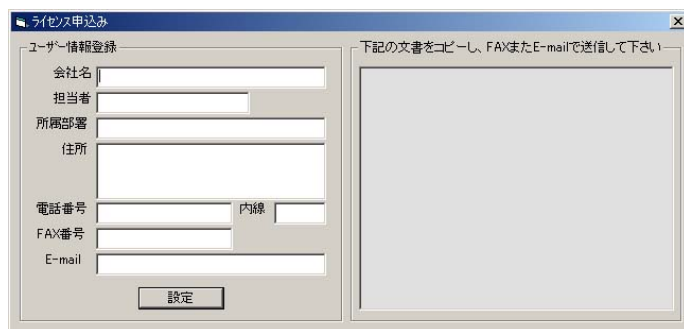 ライセンス申込み
ユーザー情報登録
会社名
担当者
所属部署
住所
電話番号 内線
FAX番号
E-mail
設定
下記の文書をコピーし、FAXまたE-mailで送信して下さい